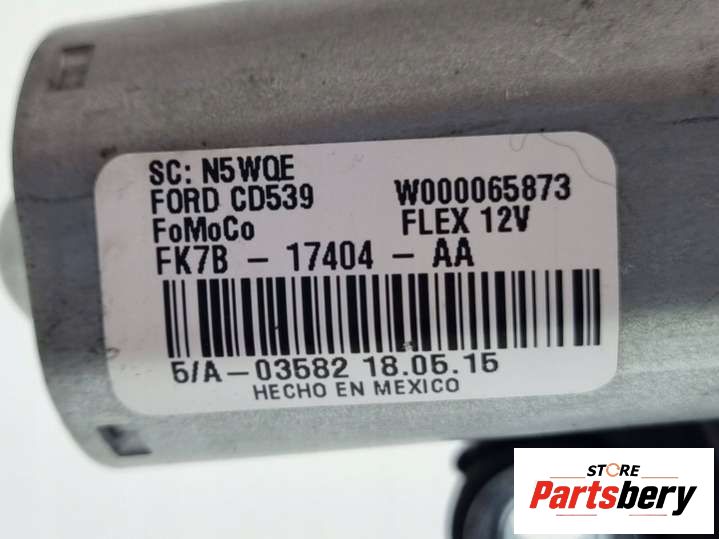 SC: N5WQE
FORD CD539 W000065873
FoMoCo FLEX 12V
FK7B - 17404 - AA
5/A-03582 18.05.15
HECHO EN MEXICO
STORE
Partsbery